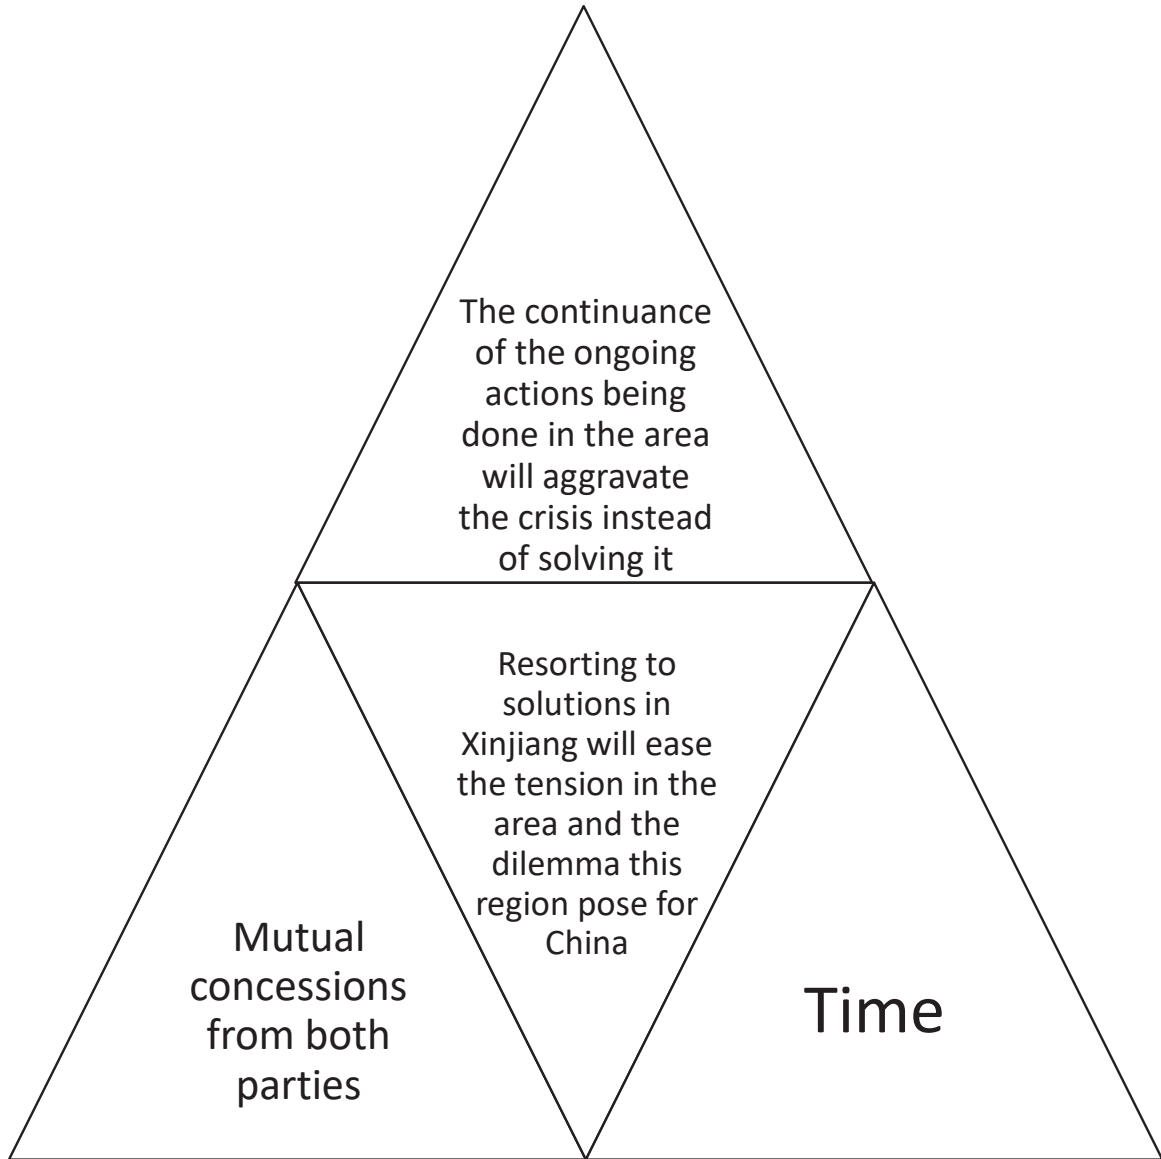 The continuance
of the ongoing
actions being
done in the area
will aggravate
the crisis instead
of solving it
Resorting to
solutions in
Xinjiang will ease
the tension in the
area and the
dilemma this
region pose for
China
Mutual
concessions
from both
parties
Time